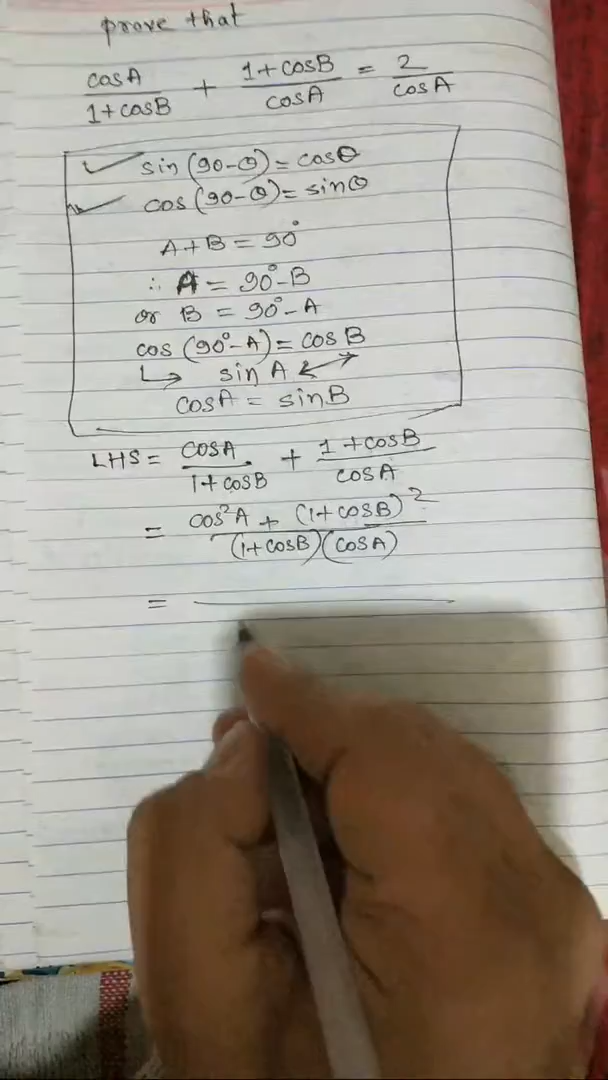 prove that
cosA/1+cosB + 1+cosB/cosA = 2/cosA
sin(90-θ)=cosθ
cos(90-θ)=sinθ
A+B=90°
∴ A=90°-B
or B=90°-A
cos(90°-A)=cosB
↳ sinA ↔
cosA=sinB
LHS= cosA/1+cosB + 1+cosB/cosA
= cos²A+(1+cosB)²/(1+cosB)(cosA)
=